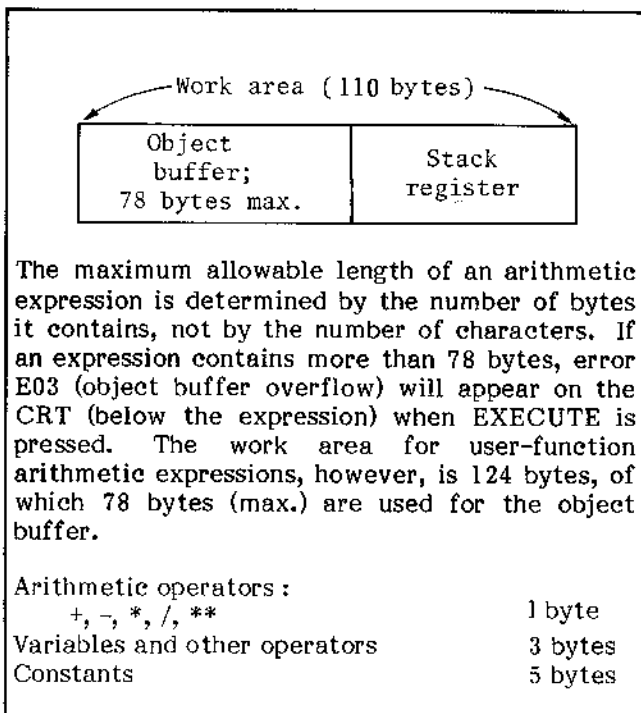 Work area (110 bytes)
Object
buffer;
78 bytes max.
Stack
register
The maximum allowable length of an arithmetic
expression is determined by the number of bytes
it contains, not by the number of characters. If
an expression contains more than 78 bytes, error
E03 (object buffer overflow) will appear on the
CRT (below the expression) when EXECUTE is
pressed. The work area for user-function
arithmetic expressions, however, is 124 bytes, of
which 78 bytes (max.) are used for the object
buffer.
Arithmetic operators :
+, -, *, /, ** 1 byte
Variables and other operators 3 bytes
Constants 5 bytes